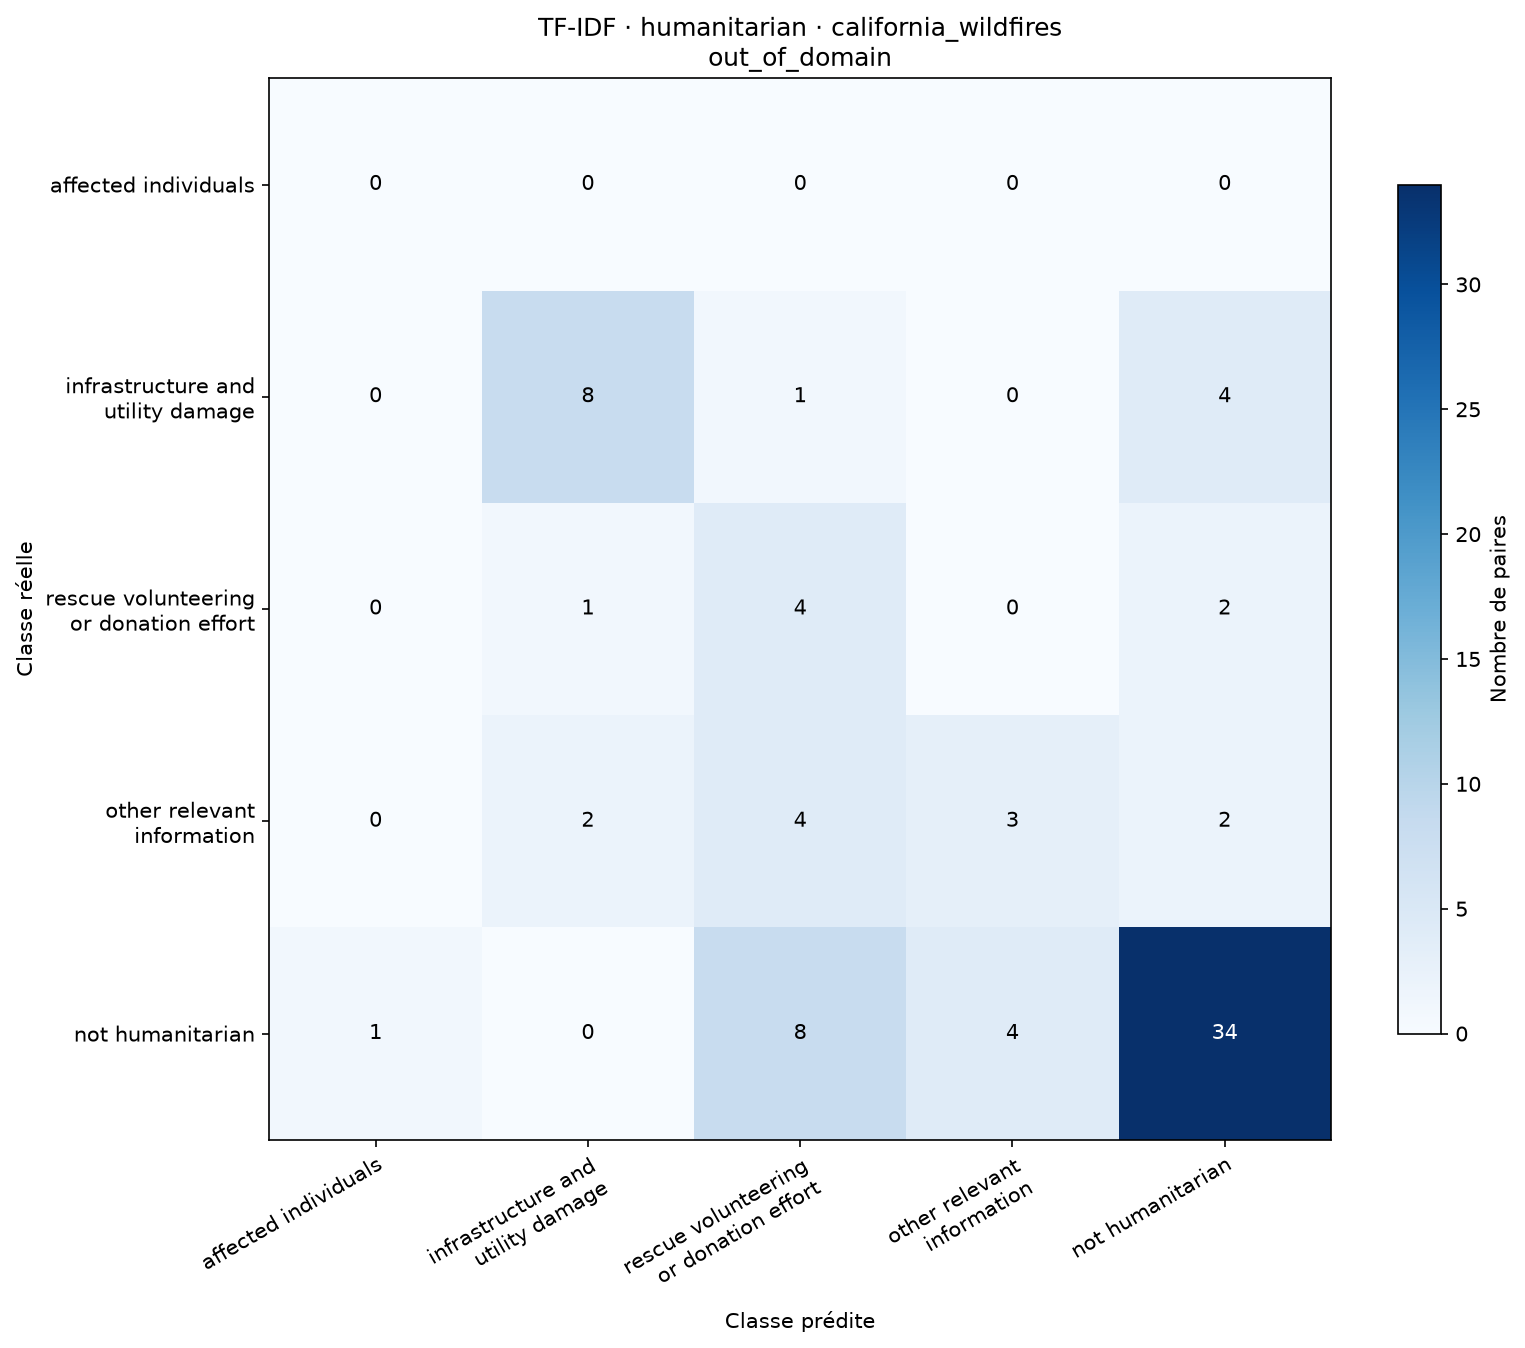 TF-IDF · humanitarian · california_wildfires
out_of_domain
Classe réelle
affected individuals
0 0 0 0 0
infrastructure and
utility damage
0 8 1 0 4
rescue volunteering
or donation effort
0 1 4 0 2
other relevant
information
0 2 4 3 2
not humanitarian
1 0 8 4 34
affected individuals
infrastructure and
utility damage
rescue volunteering
or donation effort
other relevant
information
not humanitarian
Classe prédite
30
25
20
15
10
5
0
Nombre de paires